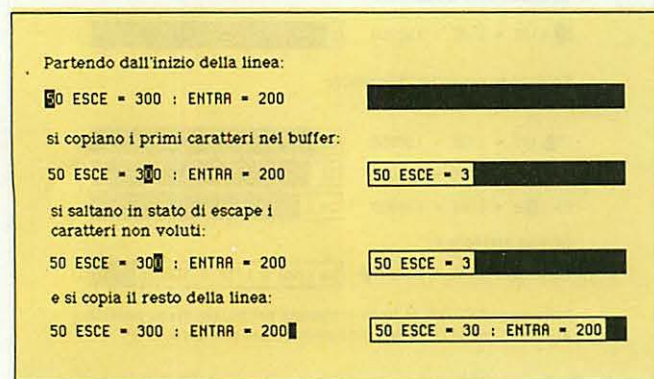 Partendo dall'inizio della linea:
50 ESCE = 300 : ENTRA = 200
si copiano i primi caratteri nel buffer:
50 ESCE = 300 : ENTRA = 200 50 ESCE = 3
si saltano in stato di escape i
caratteri non voluti:
50 ESCE = 300 : ENTRA = 200 50 ESCE = 3
e si copia il resto della linea:
50 ESCE = 300 : ENTRA = 200 50 ESCE = 30 : ENTRA = 200